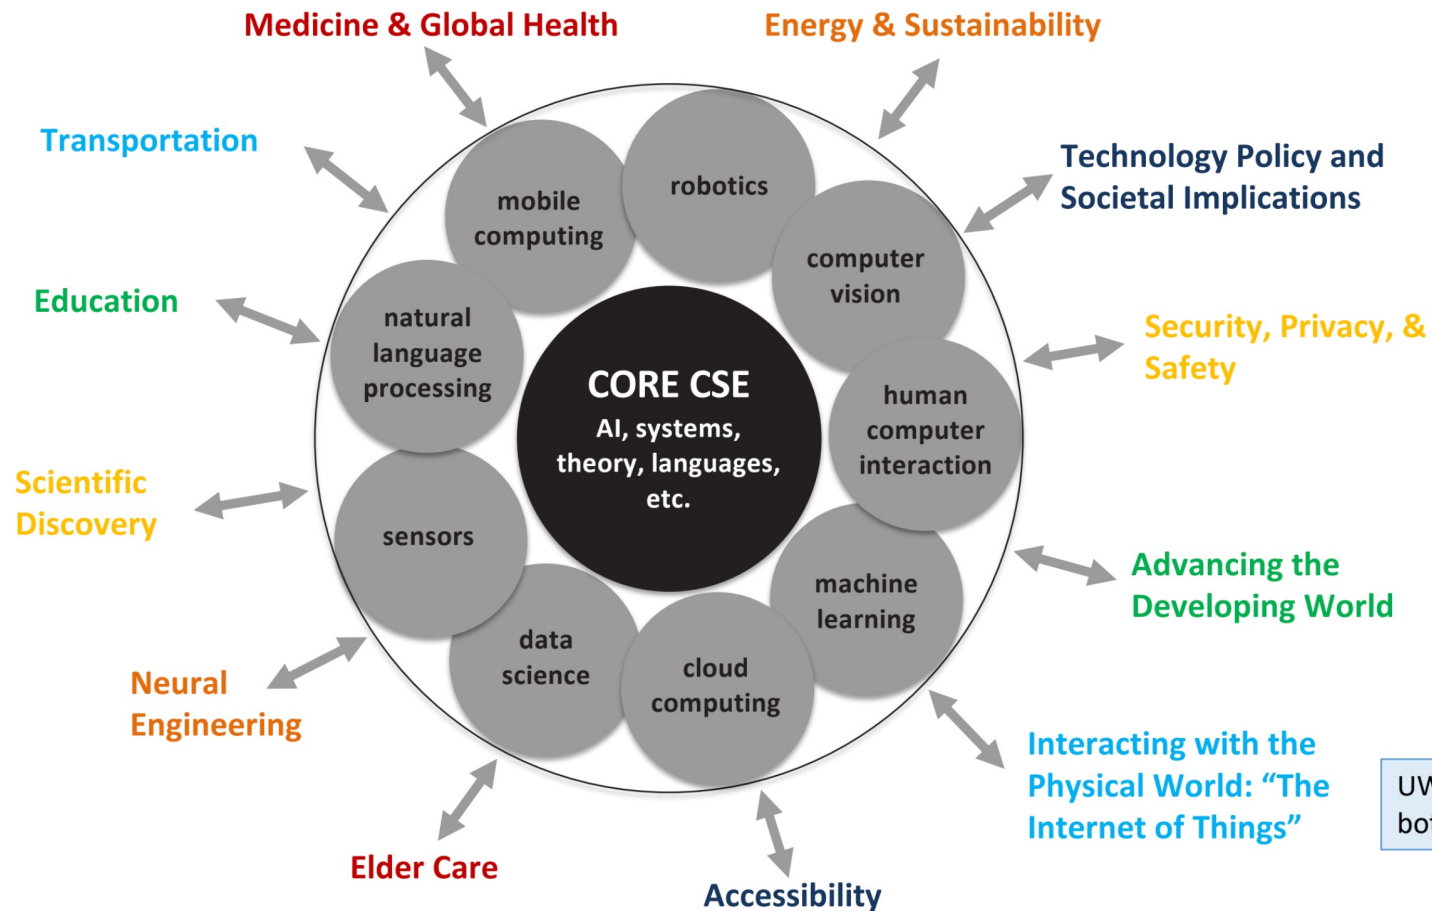 Medicine & Global Health
Energy & Sustainability
Transportation
Technology Policy and
Societal Implications
Education
Security, Privacy, &
Safety
Scientific
Discovery
Advancing the
Developing World
Neural
Engineering
Interacting with the
Physical World: “The
Internet of Things”
Elder Care
Accessibility
robotics
mobile
computing
computer
vision
natural
language
processing
human
computer
interaction
sensors
machine
learning
data
science
cloud
computing
CORE CSE
AI, systems,
theory, languages,
etc.